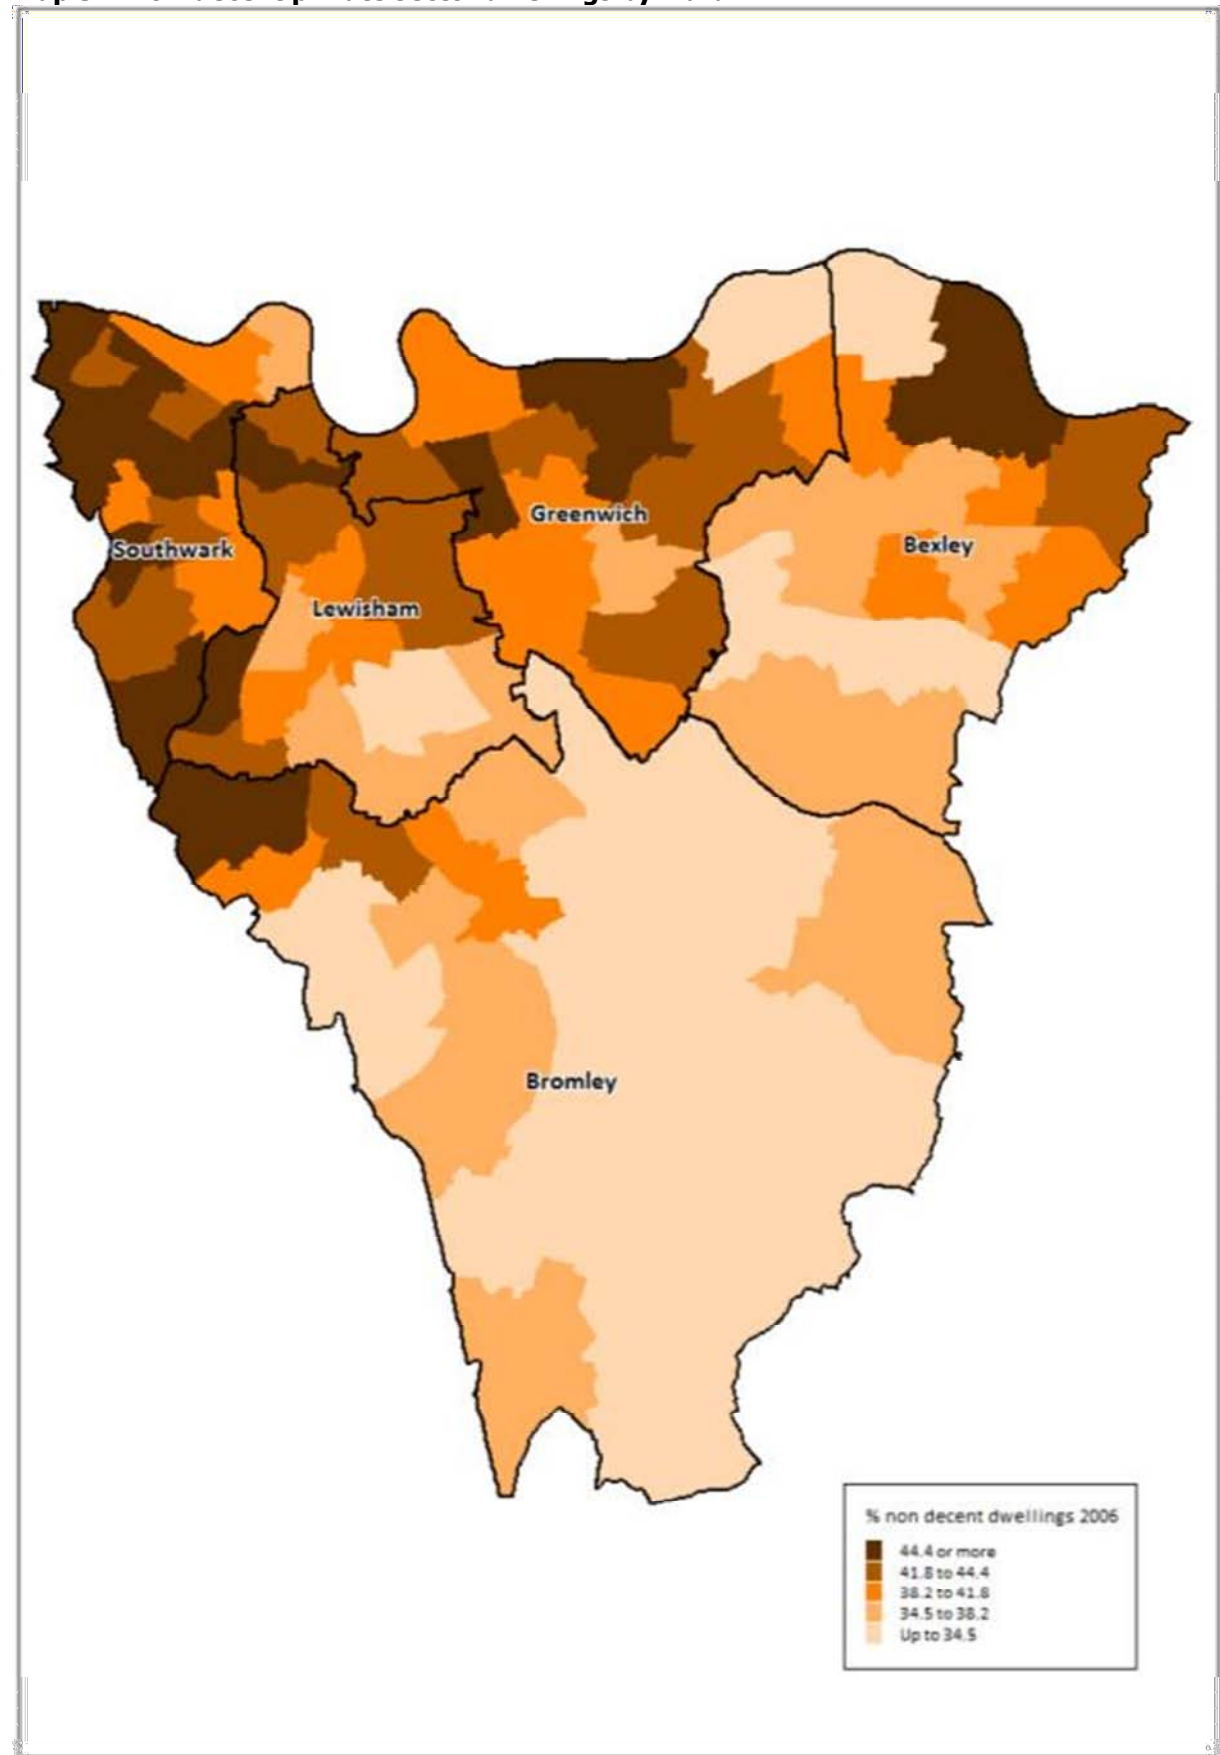 Greenwich
Southwark
Bexley
Lewisham
Bromley
% non decent dwellings 2006
44.4 or more
41.8 to 44.4
38.2 to 41.8
34.5 to 38.2
Up to 34.5